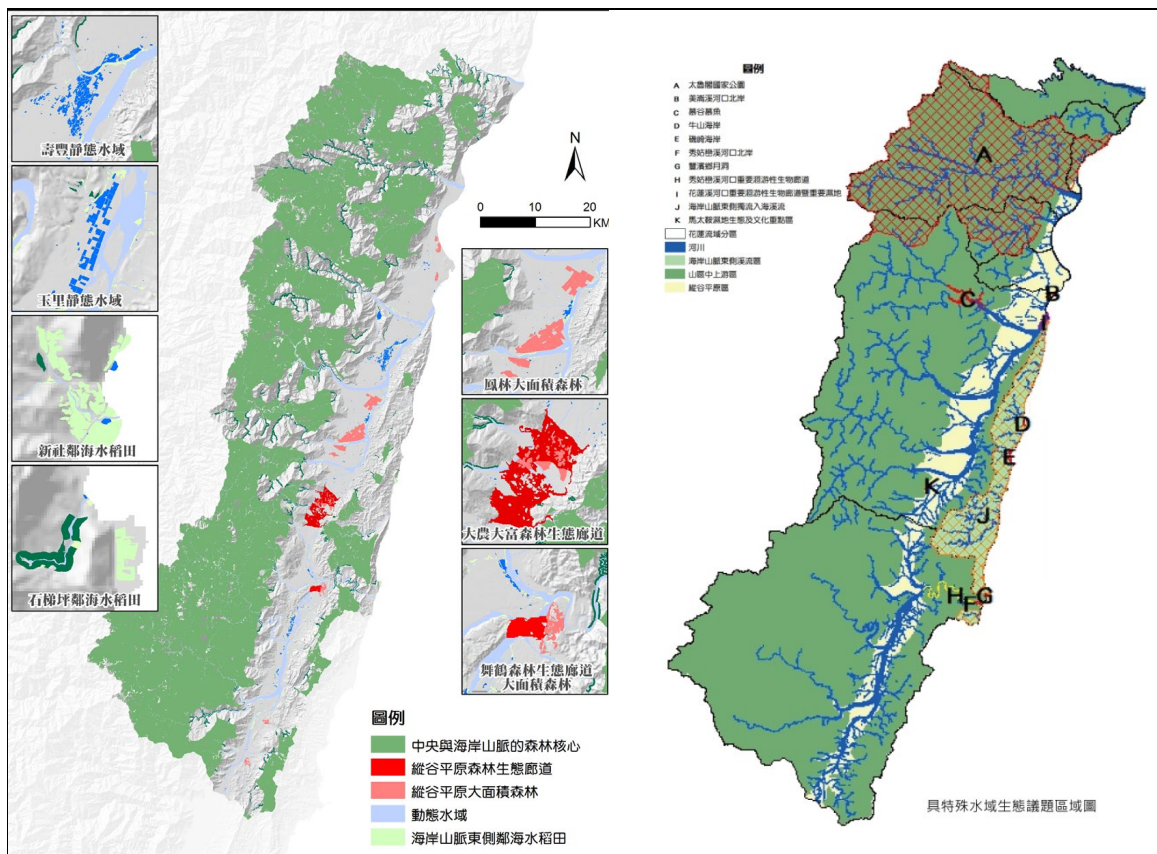 壽豐靜態水域
玉里靜態水域
新社鄰海水稻田
石梯坪鄰海水稻田
N
0 10 20
KM
鳳林大面積森林
大農大富森林生態廊道
舞鶴森林生態廊道
大面積森林
圖例
中央與海岸山脈的森林核心
縱谷平原森林生態廊道
縱谷平原大面積森林
動態水域
海岸山脈東側鄰海水稻田
圖例
A 太魯閣國家公園
B 美崙溪河口北岸
C 慕谷慕魚
D 牛山海岸
E 磯崎海岸
F 秀姑巒溪河口北岸
G 豐濱鄉月洞
H 秀姑巒溪河口重要洄游性生物廊道
I 花蓮溪河口重要洄游性生物廊道暨重要濕地
J 海岸山脈東側獨流入海溪流
K 馬太鞍濕地生態及文化重點區
花蓮流域分區
河川
海岸山脈東側溪流區
山區中上游區
縱谷平原區
A
B
C
I
D
E
K
J
H
F
G
具特殊水域生態議題區域圖